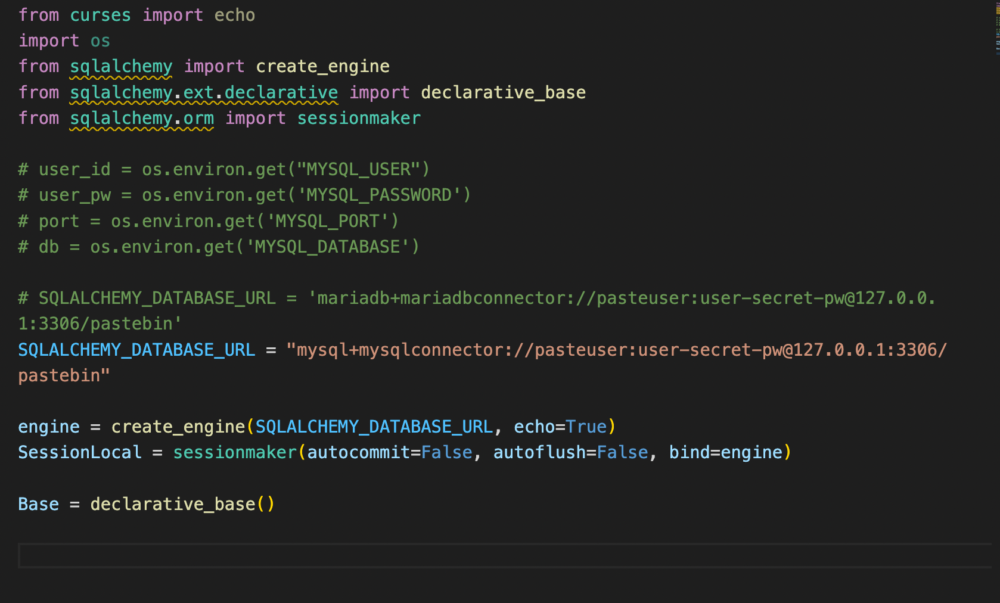 from curses import echo
import os
from sqlalchemy import create_engine
from sqlalchemy.ext.declarative import declarative_base
from sqlalchemy.orm import sessionmaker
# user_id = os.environ.get("MYSQL_USER")
# user_pw = os.environ.get('MYSQL_PASSWORD')
# port = os.environ.get('MYSQL_PORT')
# db = os.environ.get('MYSQL_DATABASE')
# SQLALCHEMY_DATABASE_URL = 'mariadb+mariadbconnector://pasteuser:user-secret-pw@127.0.0.
1:3306/pastebin'
SQLALCHEMY_DATABASE_URL = "mysql+mysqlconnector://pasteuser:user-secret-pw@127.0.0.1:3306/
pastebin"
engine = create_engine(SQLALCHEMY_DATABASE_URL, echo=True)
SessionLocal = sessionmaker(autocommit=False, autoflush=False, bind=engine)
Base = declarative_base()